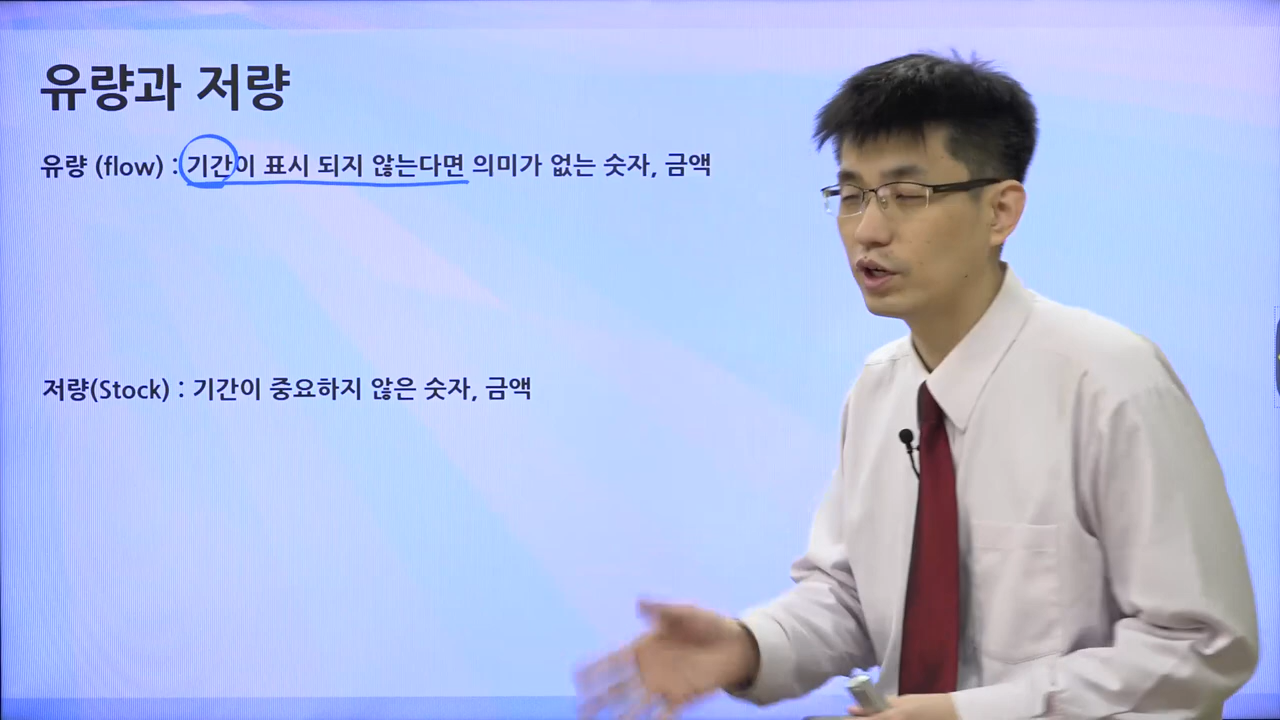 유량과 저량
유량 (flow) : 기간이 표시 되지 않는다면 의미가 없는 숫자, 금액
저량(Stock) : 기간이 중요하지 않은 숫자, 금액